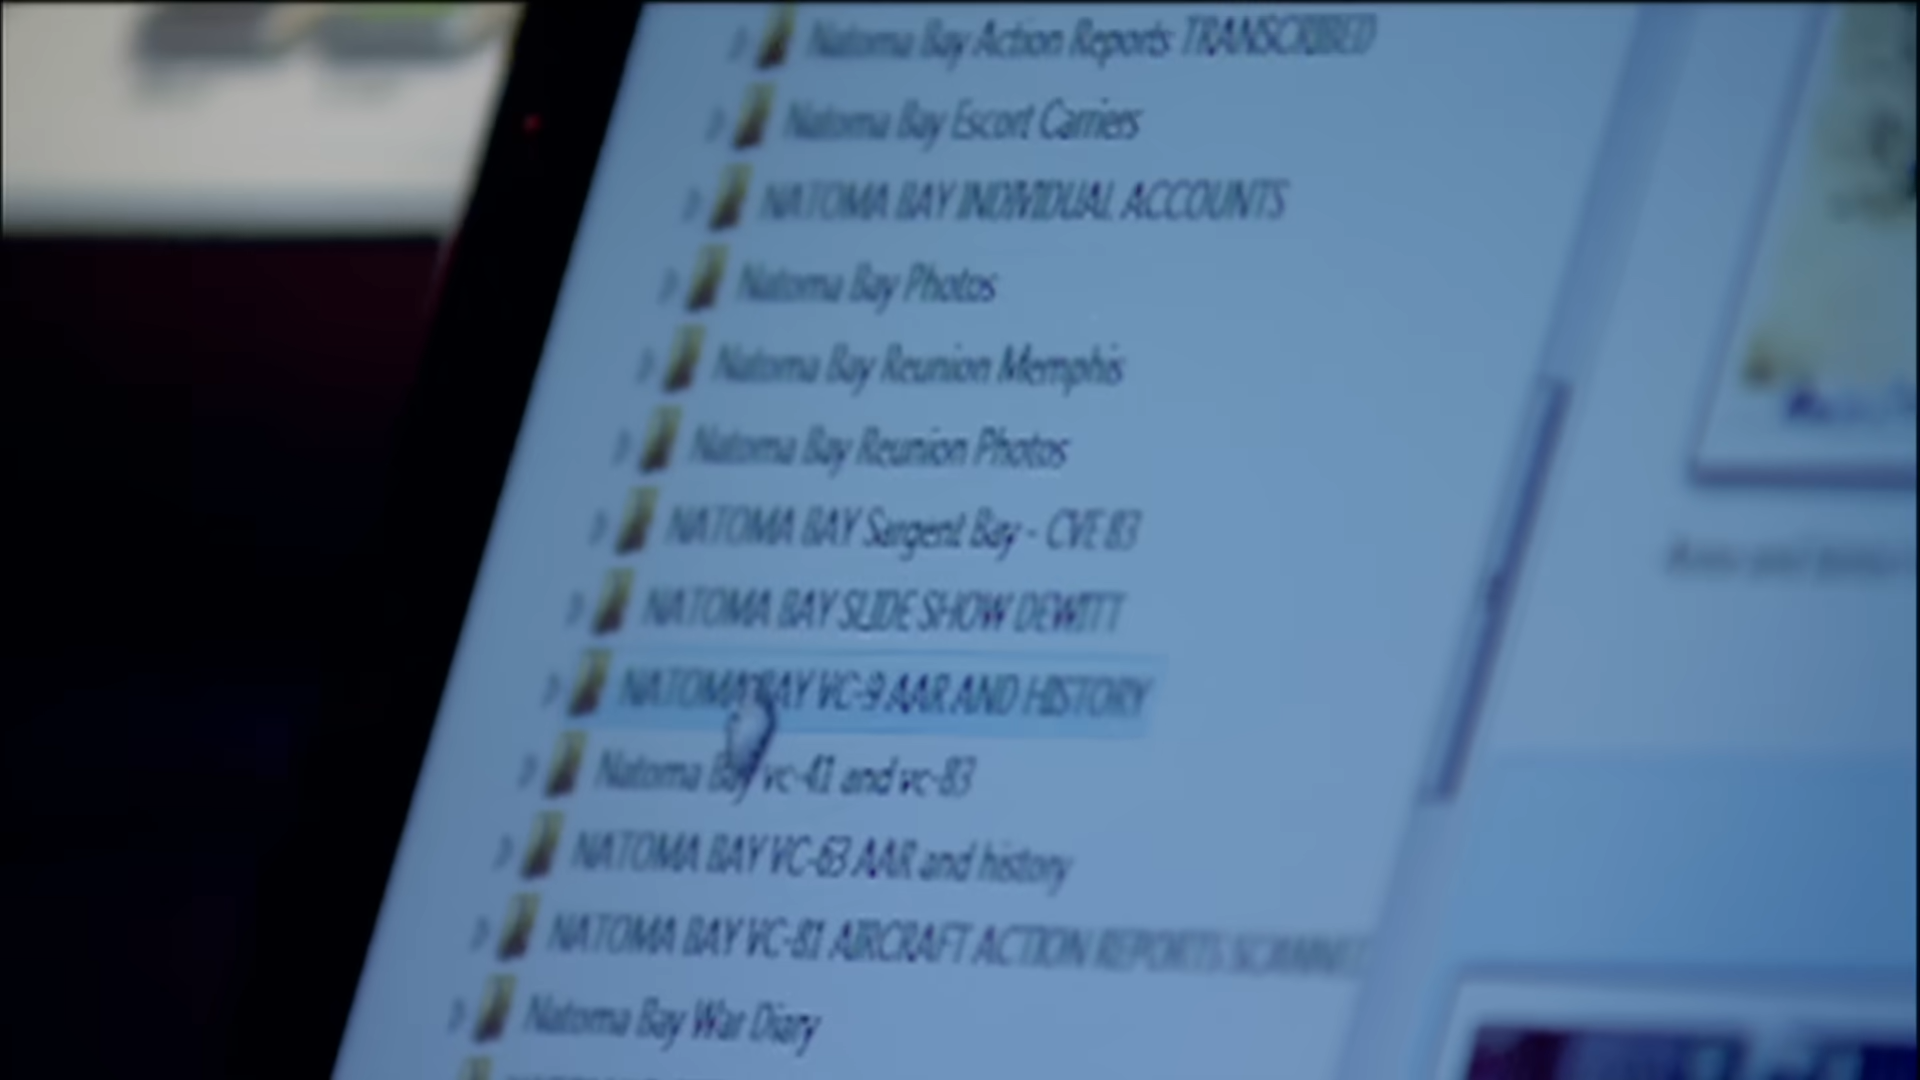 Natoma Bay Action Reports TRANSCRIBED
Natoma Bay Escort Carriers
NATOMA BAY INDIVIDUAL ACCOUNTS
Natoma Bay Photos
Natoma Bay Reunion Memphis
Natoma Bay Reunion Photos
NATOMA BAY Sargent Bay - CVE 83
NATOMA BAY SLIDE SHOW DEWITT
NATOMA BAY VC-9 AAR AND HISTORY
Natoma Bay vc-41 and vc-83
NATOMA BAY VC-63 AAR and history
NATOMA BAY VC-81 AIRCRAFT ACTION REPORTS
Natoma Bay War Diary